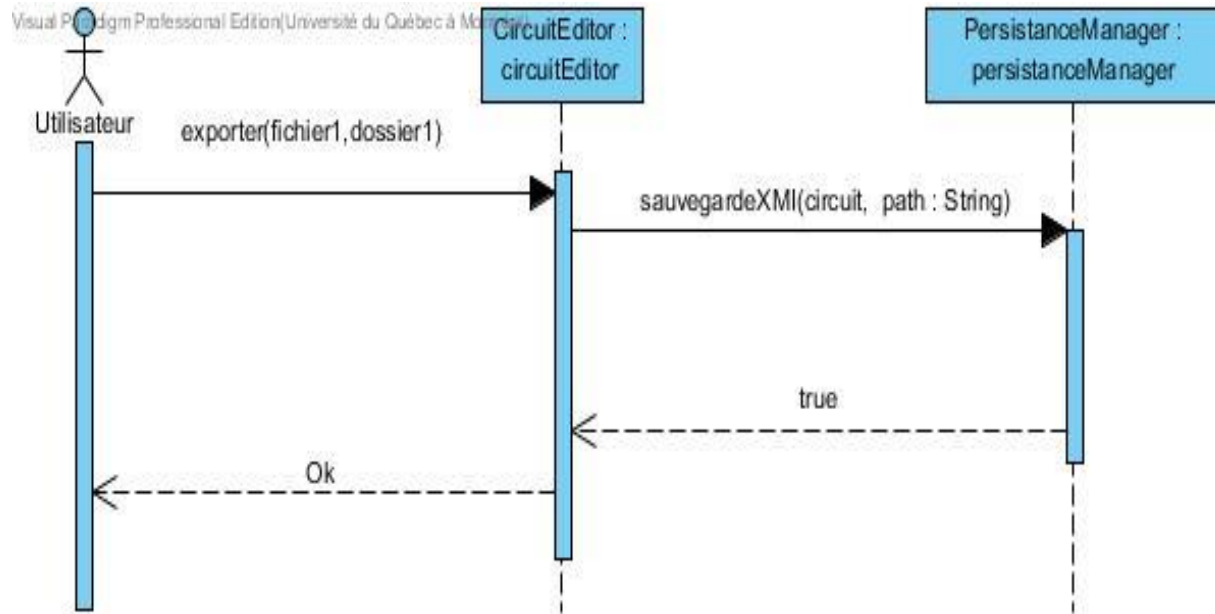 Visual Paradigm Professional Edition(Université du Québec à
CircuitEditor :
circuitEditor
PersistanceManager :
persistanceManager
Utilisateur
exporter(fichier1,dossier1)
sauvegardeXMI(circuit, path : String)
true
Ok